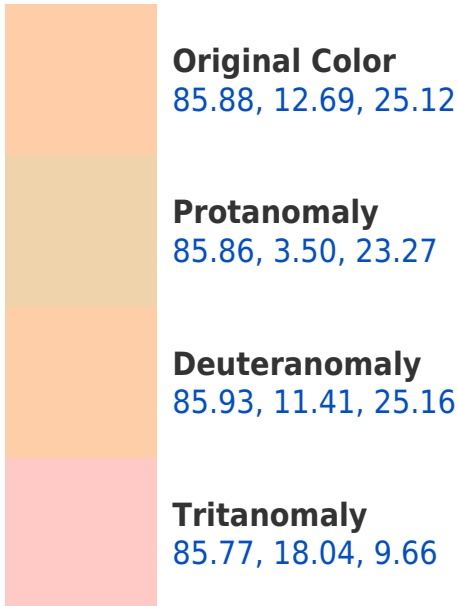 Original Color
85.88, 12.69, 25.12
Protanomaly
85.86, 3.50, 23.27
Deuteranomaly
85.93, 11.41, 25.16
Tritanomaly
85.77, 18.04, 9.66